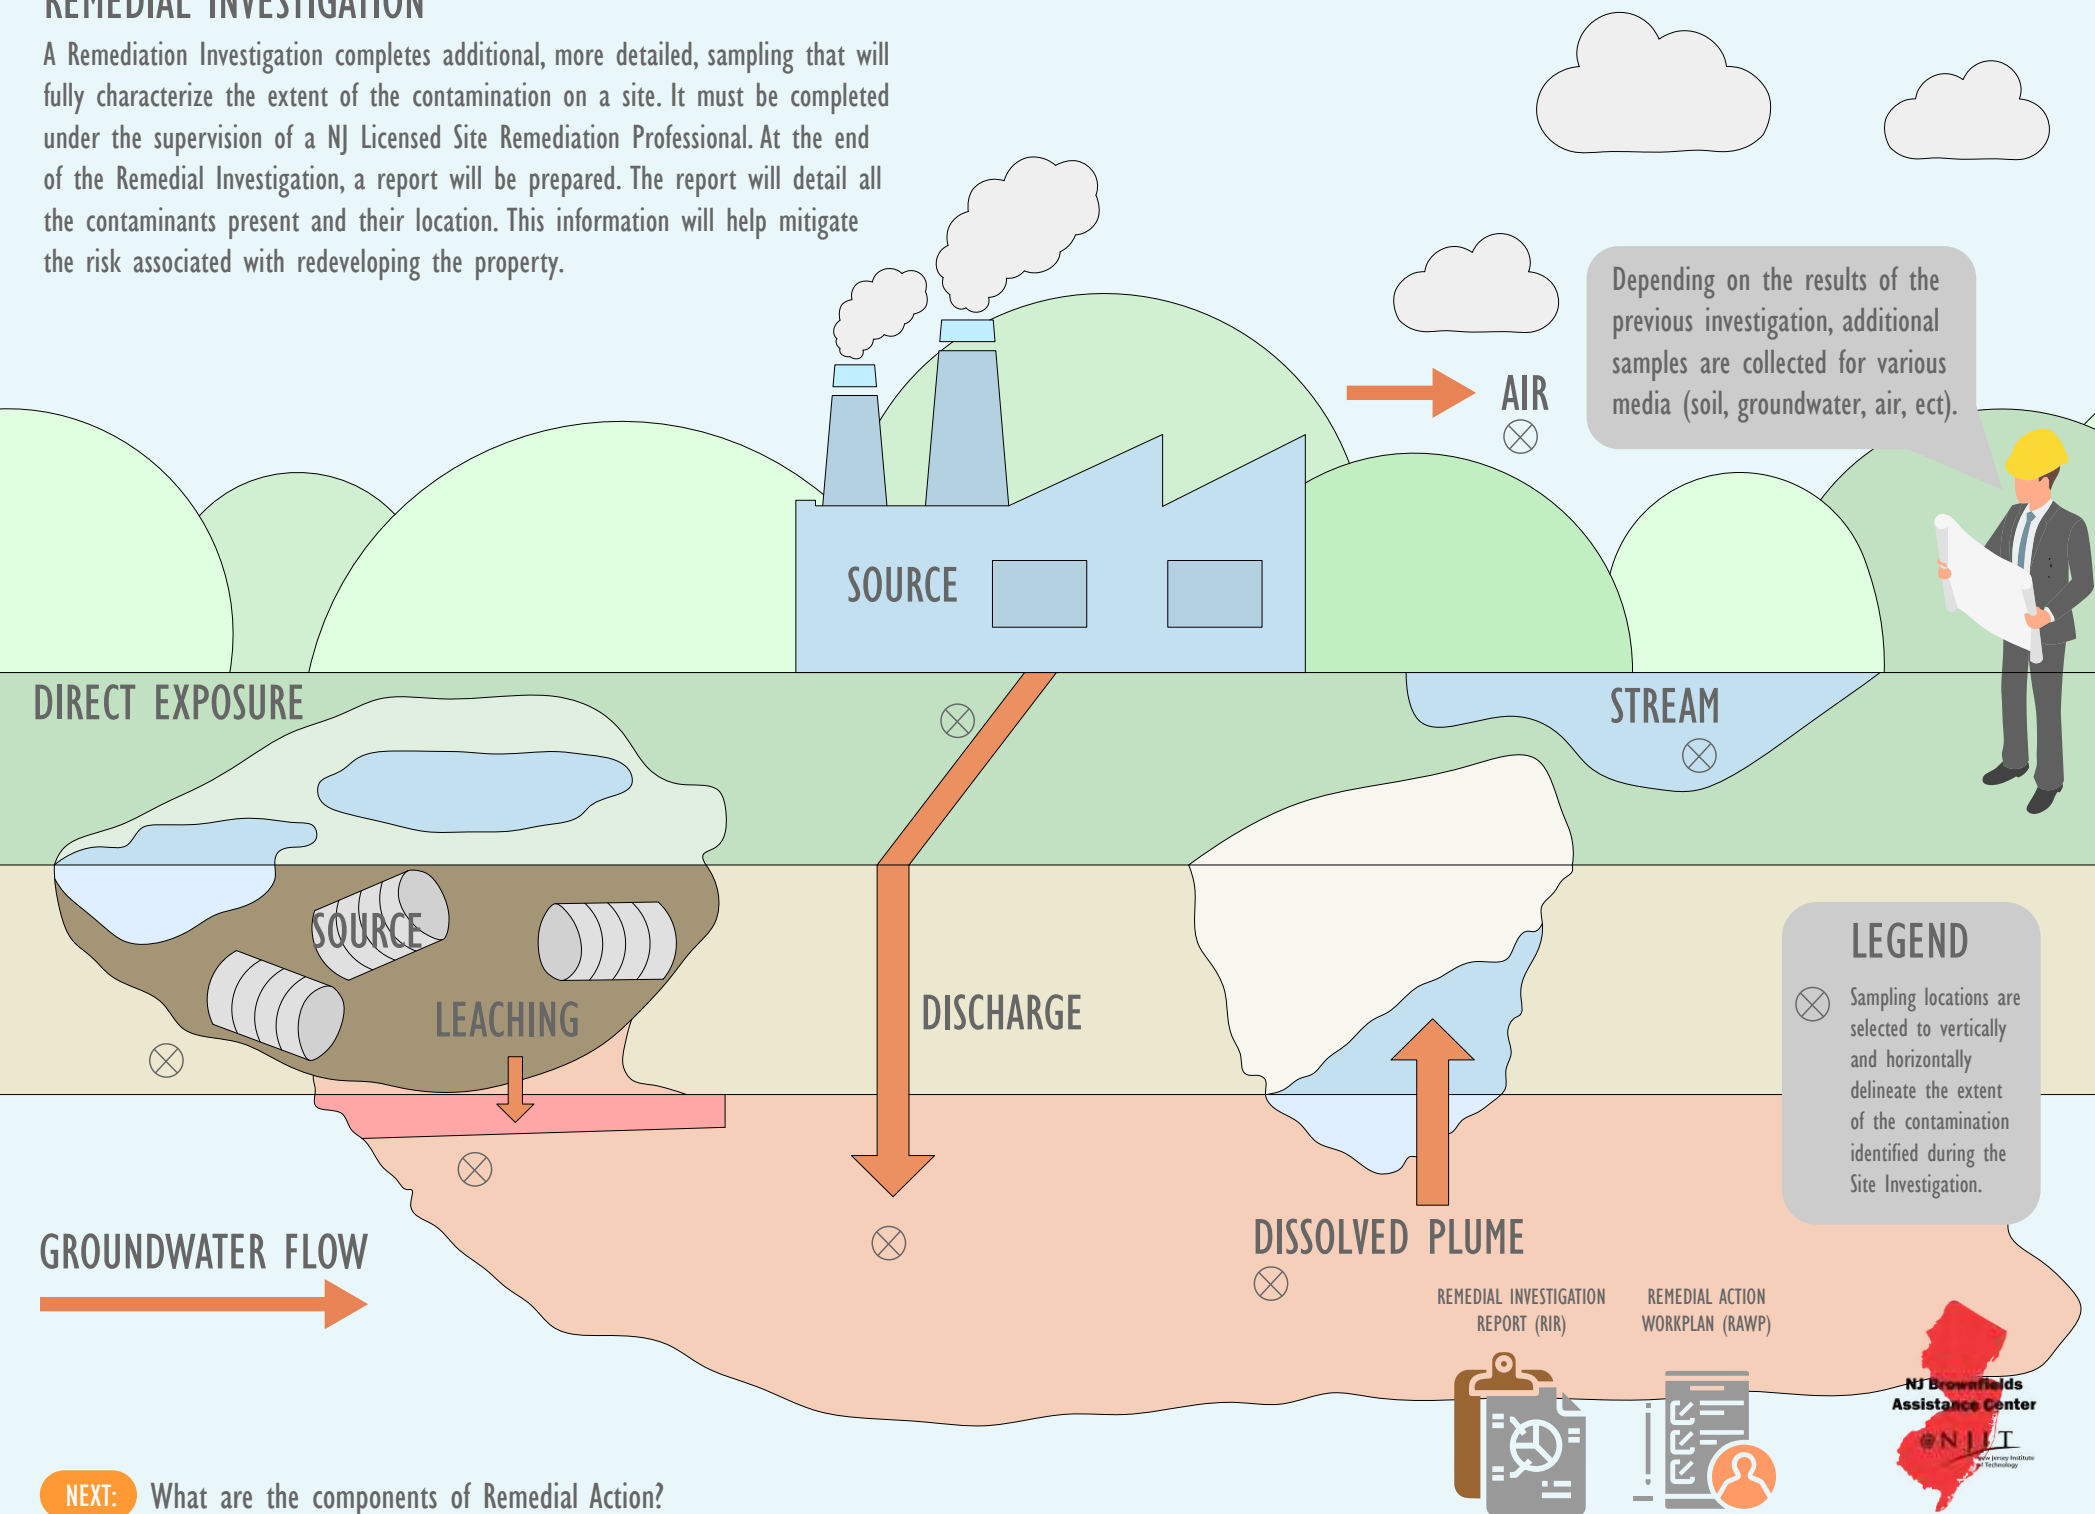 REMEDIAL INVESTIGATION
A Remediation Investigation completes additional, more detailed, sampling that will
fully characterize the extent of the contamination on a site. It must be completed
under the supervision of a NJ Licensed Site Remediation Professional. At the end
of the Remedial Investigation, a report will be prepared. The report will detail all
the contaminants present and their location. This information will help mitigate
the risk associated with redeveloping the property.
Depending on the results of the
previous investigation, additional
samples are collected for various
media (soil, groundwater, air, ect).
AIR
SOURCE
DIRECT EXPOSURE
STREAM
SOURCE
LEACHING
DISCHARGE
LEGEND
Sampling locations are
selected to vertically
and horizontally
delineate the extent
of the contamination
identified during the
Site Investigation.
GROUNDWATER FLOW
DISSOLVED PLUME
REMEDIAL INVESTIGATION
REPORT (RIR)
REMEDIAL ACTION
WORKPLAN (RAWP)
NJ Brownfields
Assistance Center
@NJIT
New Jersey Institute
of Technology
NEXT: What are the components of Remedial Action?